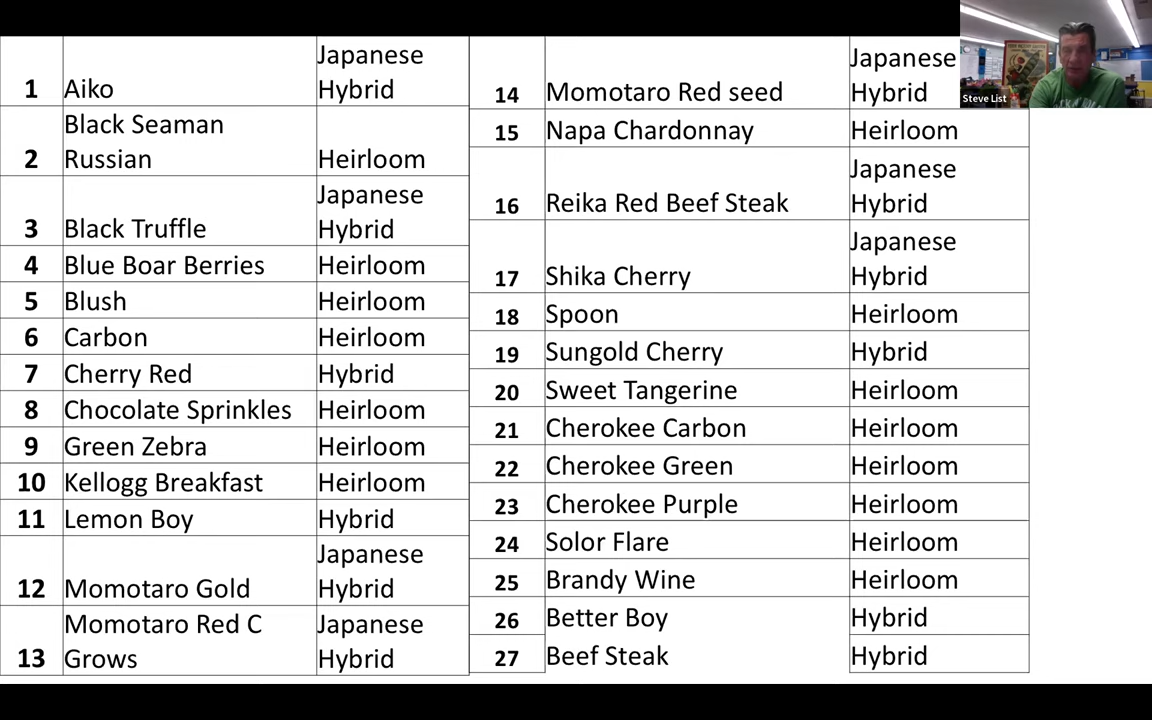 Japanese
1 Aiko Hybrid
Black Seaman
2 Russian Heirloom
Japanese
3 Black Truffle Hybrid
4 Blue Boar Berries Heirloom
5 Blush Heirloom
6 Carbon Heirloom
7 Cherry Red Hybrid
8 Chocolate Sprinkles Heirloom
9 Green Zebra Heirloom
10 Kellogg Breakfast Heirloom
11 Lemon Boy Hybrid
Japanese
12 Momotaro Gold Hybrid
Momotaro Red C Japanese
13 Grows Hybrid
Japanese
14 Momotaro Red seed Hybrid
15 Napa Chardonnay Heirloom
Japanese
16 Reika Red Beef Steak Hybrid
Japanese
17 Shika Cherry Hybrid
18 Spoon Heirloom
19 Sungold Cherry Hybrid
20 Sweet Tangerine Heirloom
21 Cherokee Carbon Heirloom
22 Cherokee Green Heirloom
23 Cherokee Purple Heirloom
24 Solor Flare Heirloom
25 Brandy Wine Heirloom
26 Better Boy Hybrid
27 Beef Steak Hybrid
Steve List